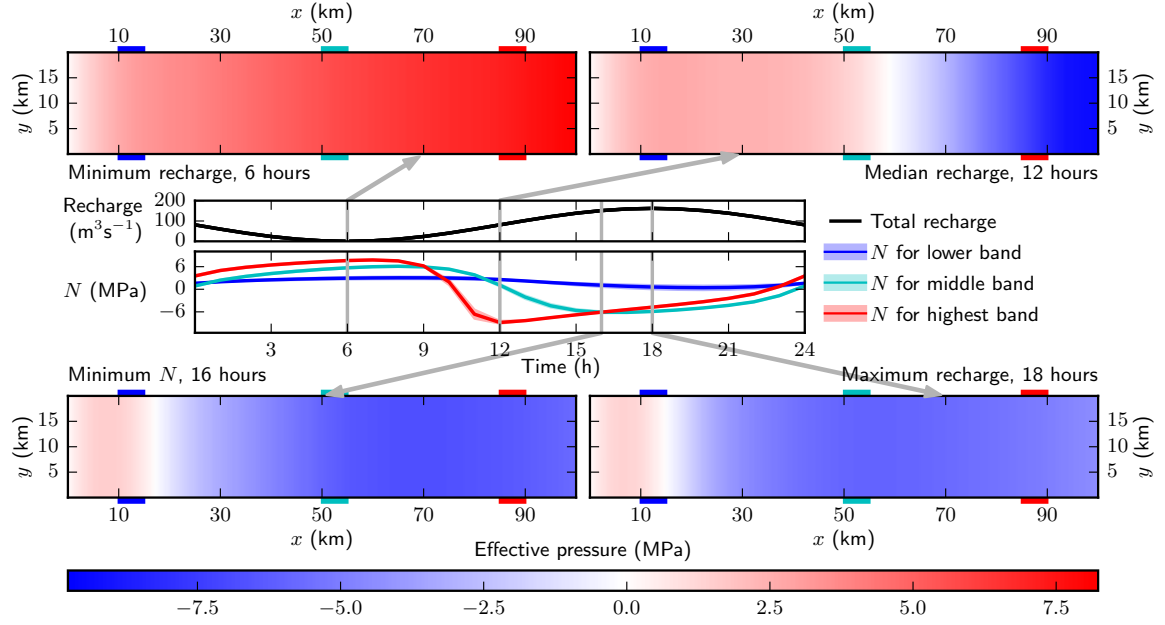 x (km) x (km)
10 30 50 70 90 10 30 50 70 90
y (km) 15 10 5 15 10 5 y (km)
Minimum recharge, 6 hours Median recharge, 12 hours
Recharge (m³s⁻¹) 200 100 0
N (MPa) 6 0 −6
3 6 9 12 15 18 21 24
Time (h)
Total recharge
N for lower band
N for middle band
N for highest band
Minimum N, 16 hours Maximum recharge, 18 hours
y (km) 15 10 5 15 10 5 y (km)
10 30 50 70 90 10 30 50 70 90
x (km) x (km)
Effective pressure (MPa)
−7.5 −5.0 −2.5 0.0 2.5 5.0 7.5